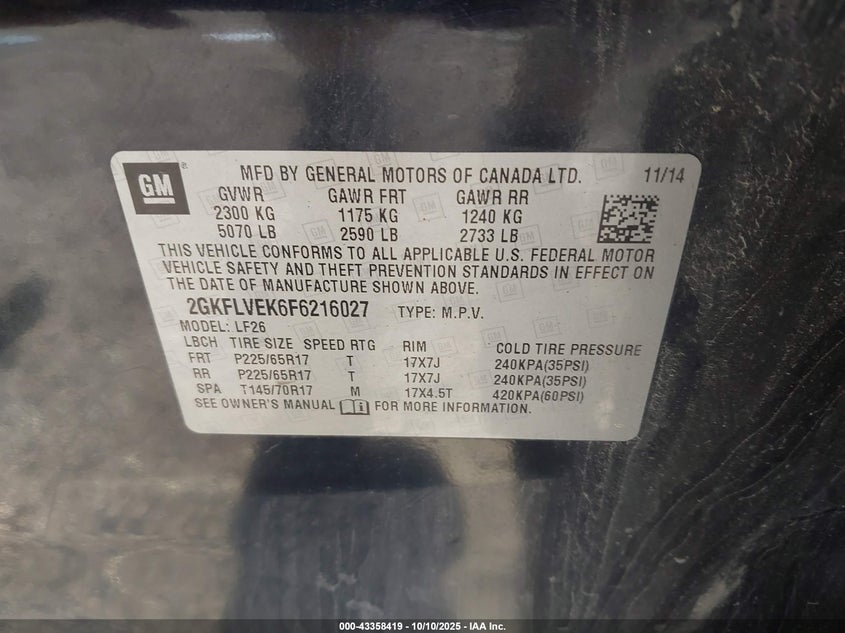 GM
MFD BY GENERAL MOTORS OF CANADA LTD. 11/14
GVWR GAWR FRT GAWR RR
2300 KG 1175 KG 1240 KG
5070 LB 2590 LB 2733 LB
THIS VEHICLE CONFORMS TO ALL APPLICABLE U.S. FEDERAL MOTOR
VEHICLE SAFETY AND THEFT PREVENTION STANDARDS IN EFFECT ON
THE DATE OF MANUFACTURE SHOWN ABOVE.
2GKFLVEK6F6216027 TYPE: M.P.V.
MODEL: LF26
LBCH TIRE SIZE SPEED RTG RIM COLD TIRE PRESSURE
FRT P225/65R17 T 17X7J 240KPA(35PSI)
RR P225/65R17 T 17X7J 240KPA(35PSI)
SPA T145/70R17 M 17X4.5T 420KPA(60PSI)
SEE OWNER'S MANUAL FOR MORE INFORMATION.
000-43358419 - 10/10/2025 - IAA Inc.